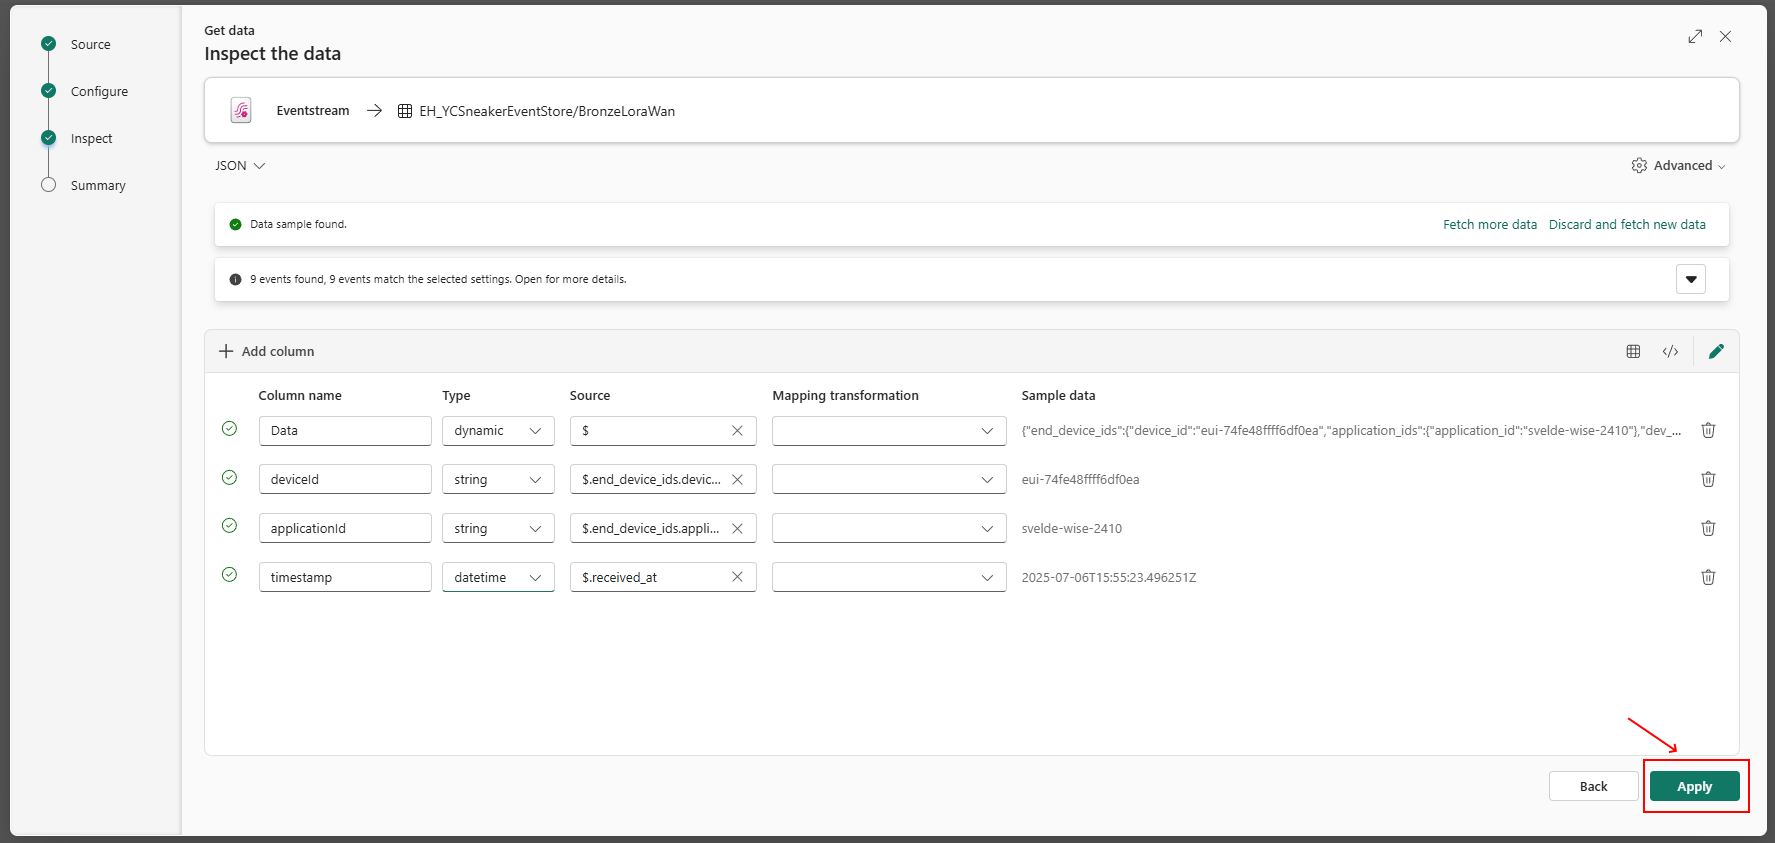 Source
Configure
Inspect
Summary
Get data
Inspect the data
Eventstream EH_YCSneakerEventStore/BronzeLoraWan
JSON
Advanced
Data sample found.
Fetch more data Discard and fetch new data
9 events found, 9 events match the selected settings. Open for more details.
Add column
Column name Type Source Mapping transformation Sample data
Data dynamic $ {"end_device_ids":{"device_id":"eui-74fe48ffff6df0ea","application_ids":{"application_id":"svelde-wise-2410"},"dev_...
deviceId string $.end_device_ids.devic... eui-74fe48ffff6df0ea
applicationId string $.end_device_ids.appli... svelde-wise-2410
timestamp datetime $.received_at 2025-07-06T15:55:23.496251Z
Back Apply